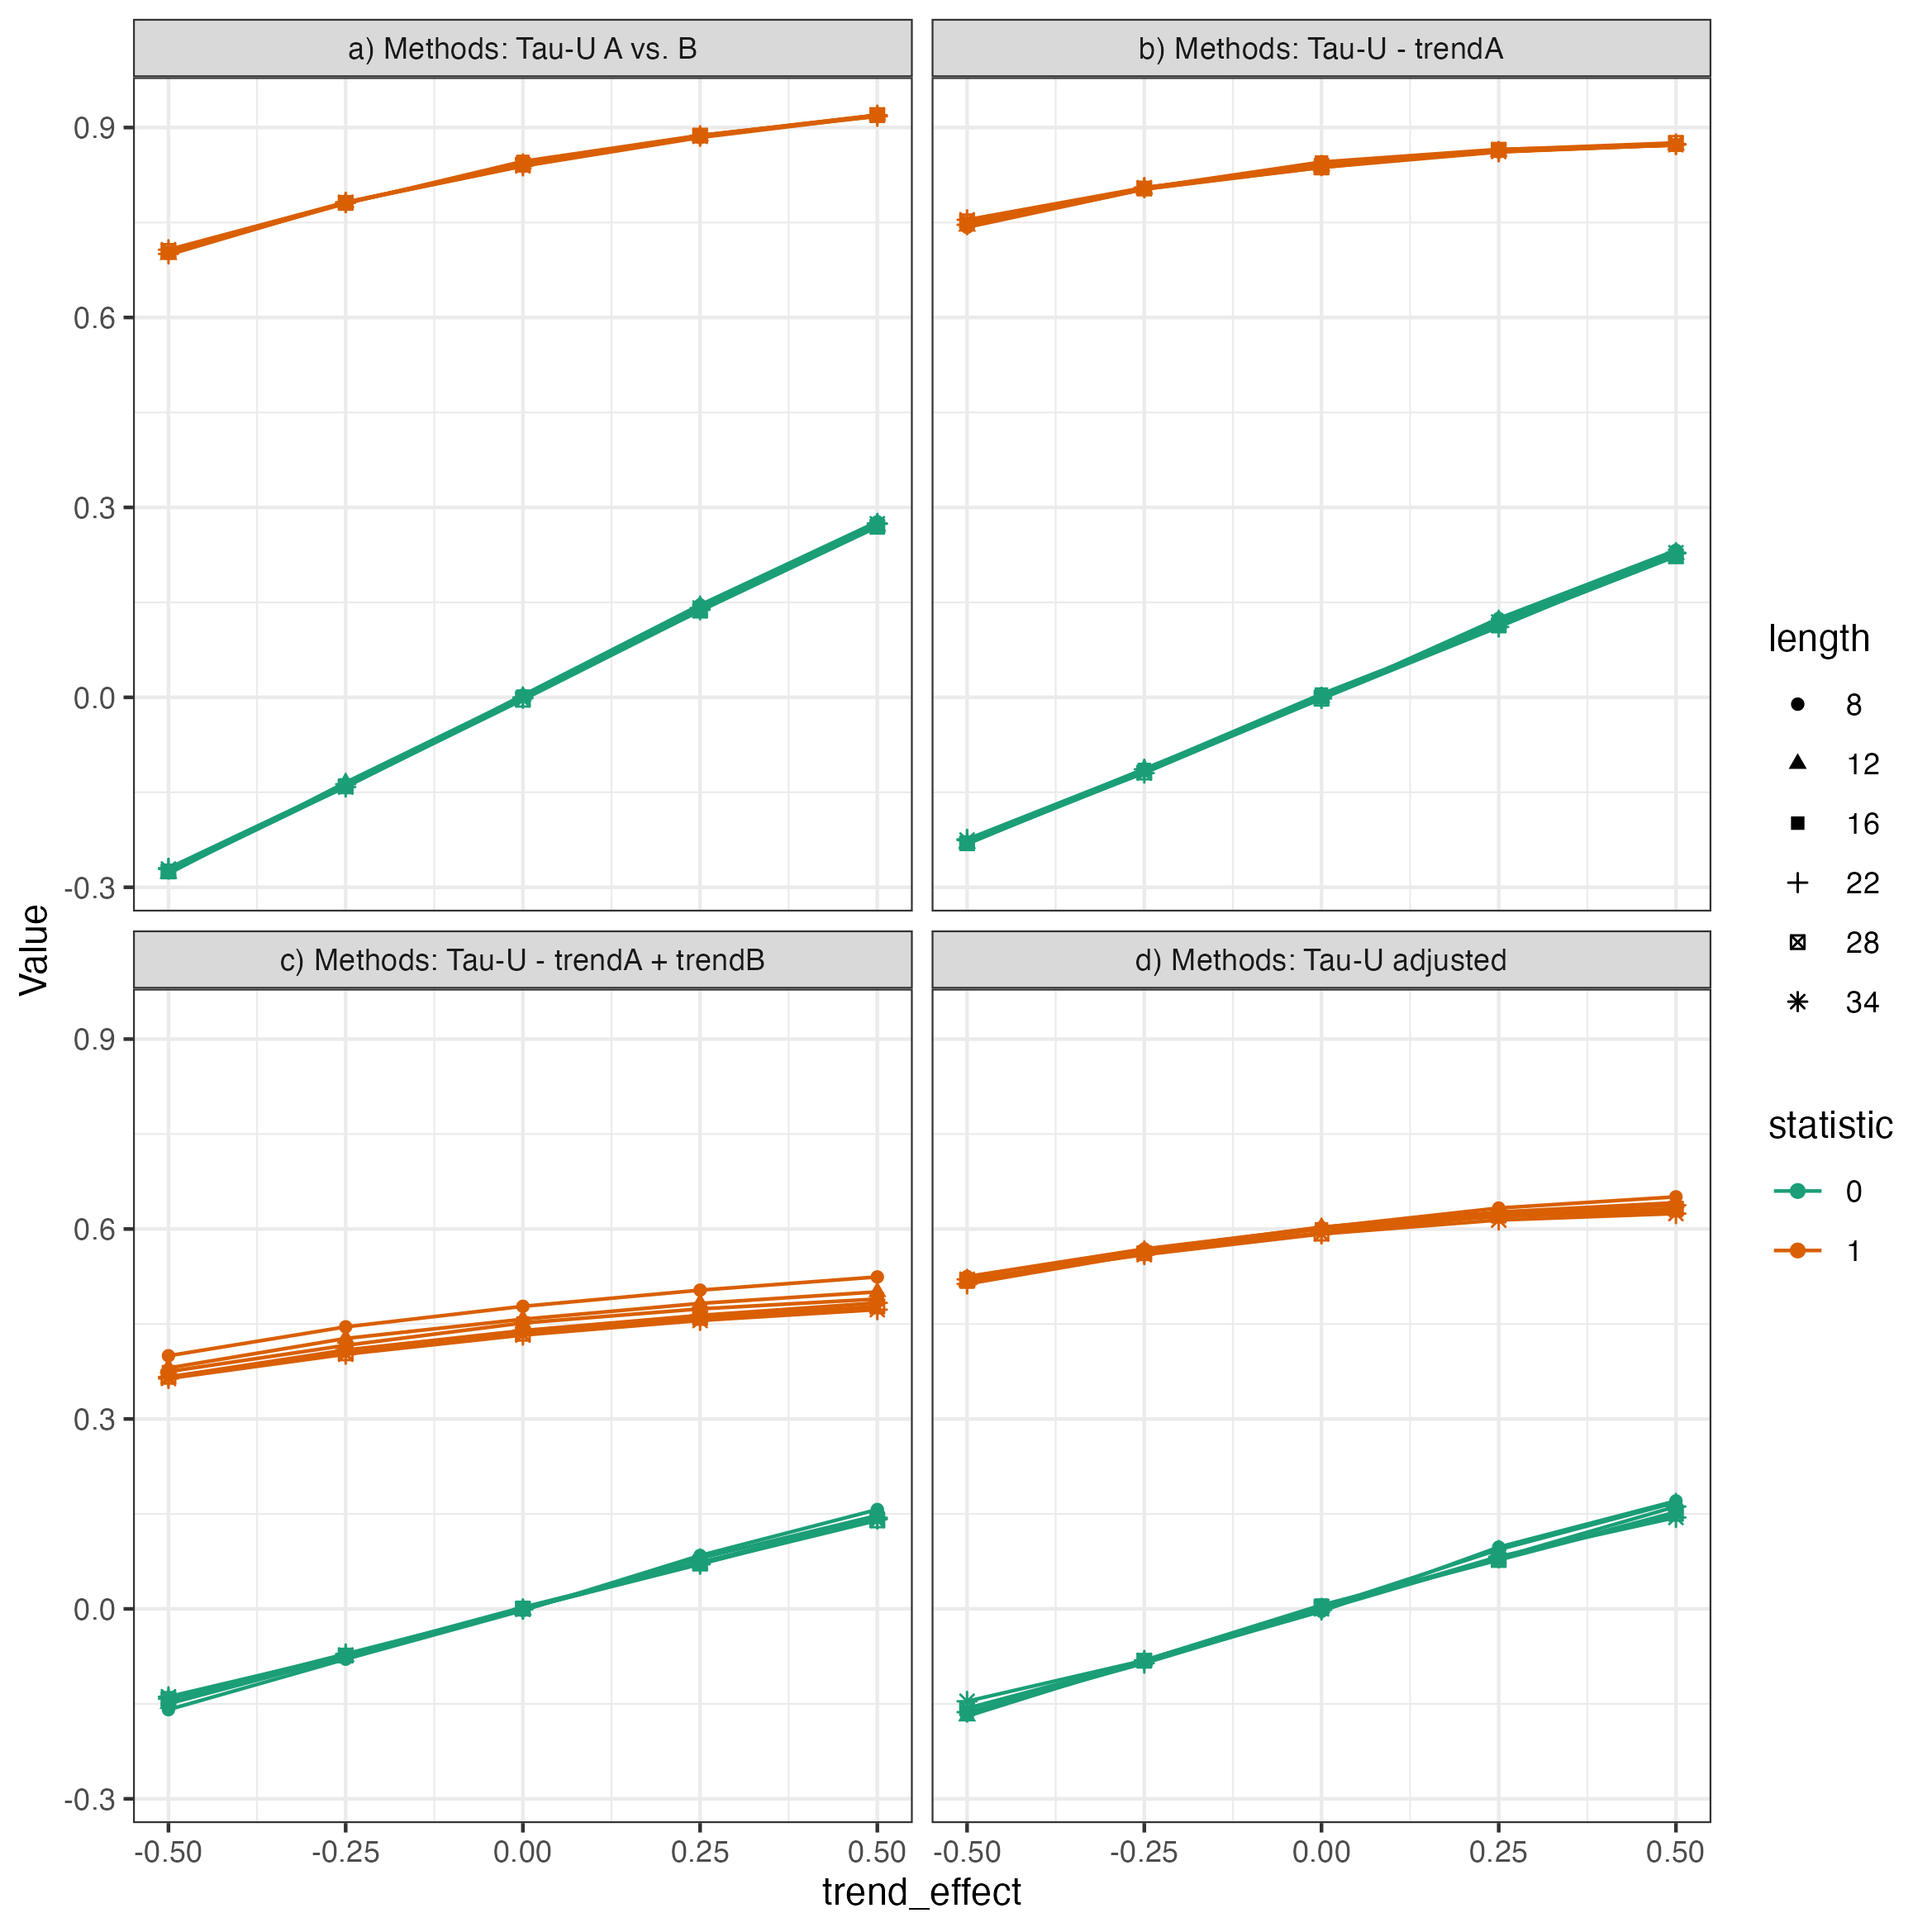 a) Methods: Tau-U A vs. B
b) Methods: Tau-U - trendA
0.9
0.6
0.3
0.0
-0.3
c) Methods: Tau-U - trendA + trendB
d) Methods: Tau-U adjusted
0.9
0.6
0.3
0.0
-0.3
-0.50 -0.25 0.00 0.25 0.50
-0.50 -0.25 0.00 0.25 0.50
trend_effect
Value
length
8
12
16
22
28
34
statistic
0
1